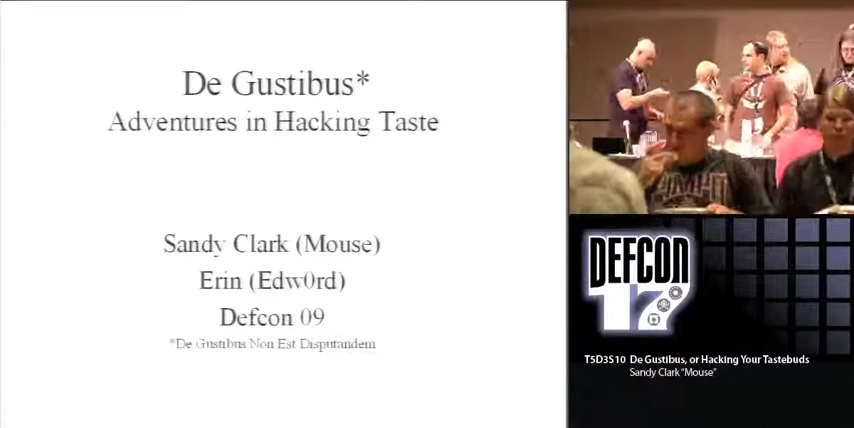 De Gustibus*
Adventures in Hacking Taste
Sandy Clark (Mouse)
Erin (Edw0rd)
Defcon 09
*De Gustibus Non Est Disputandem
DEFCON
17
T5D3S10 De Gustibus, or Hacking Your Tastebuds
Sandy Clark "Mouse"